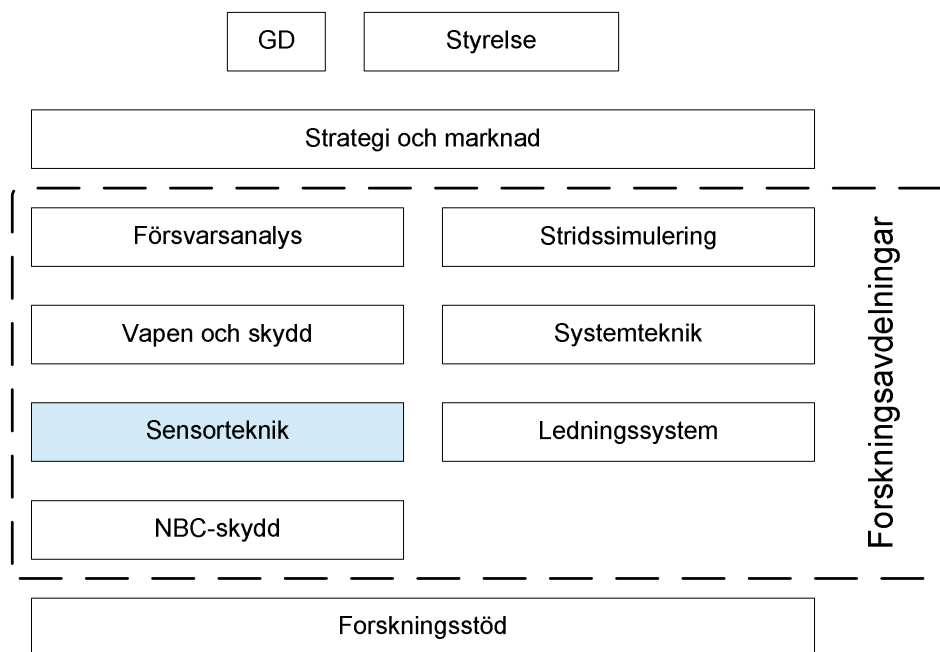 GD
Styrelse
Strategi och marknad
Försvarsanalys
Stridssimulering
Vapen och skydd
Systemteknik
Sensorteknik
Ledningssystem
NBC-skydd
Forskningsavdelningar
Forskningsstöd